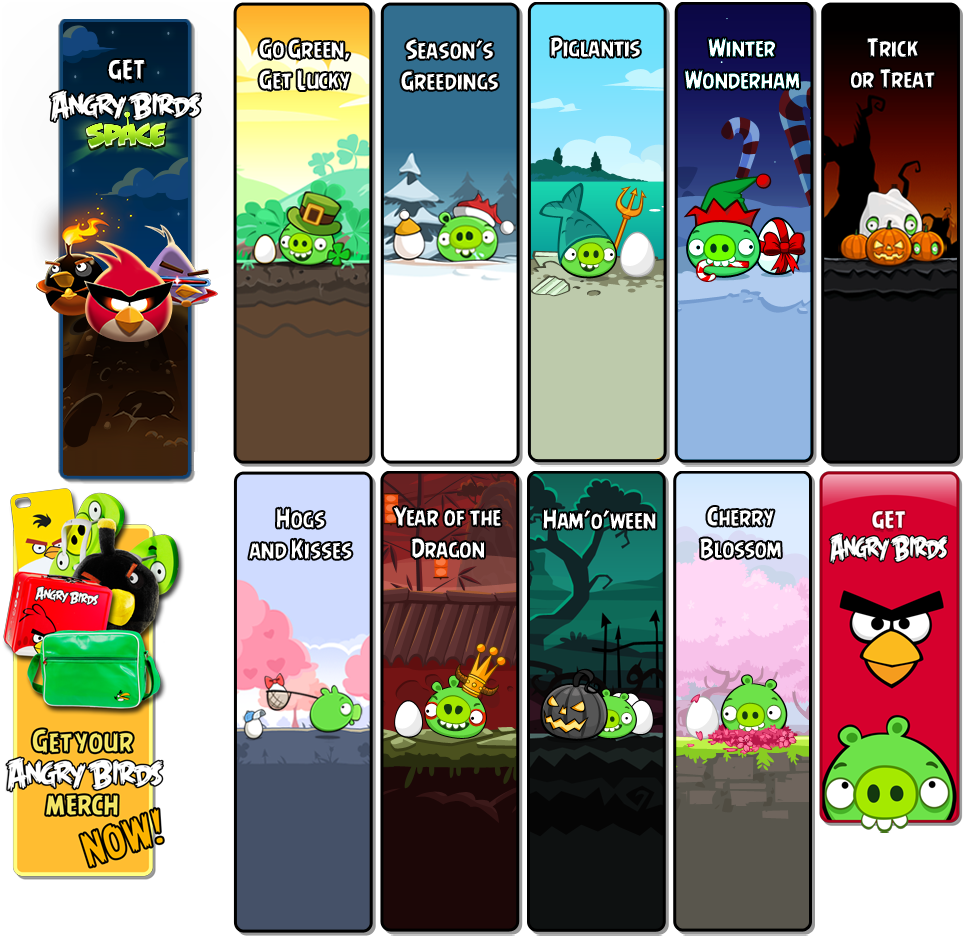 GET
ANGRY BIRDS
SPACE
GO GREEN,
GET LUCKY
SEASON'S
GREEDINGS
PIGLANTIS
WINTER
WONDERHAM
TRICK
OR TREAT
ANGRY BIRDS
GET YOUR
ANGRY BIRDS
MERCH
NOW!
HOGS
AND KISSES
YEAR OF THE
DRAGON
HAM'O'WEEN
CHERRY
BLOSSOM
GET
ANGRY BIRDS